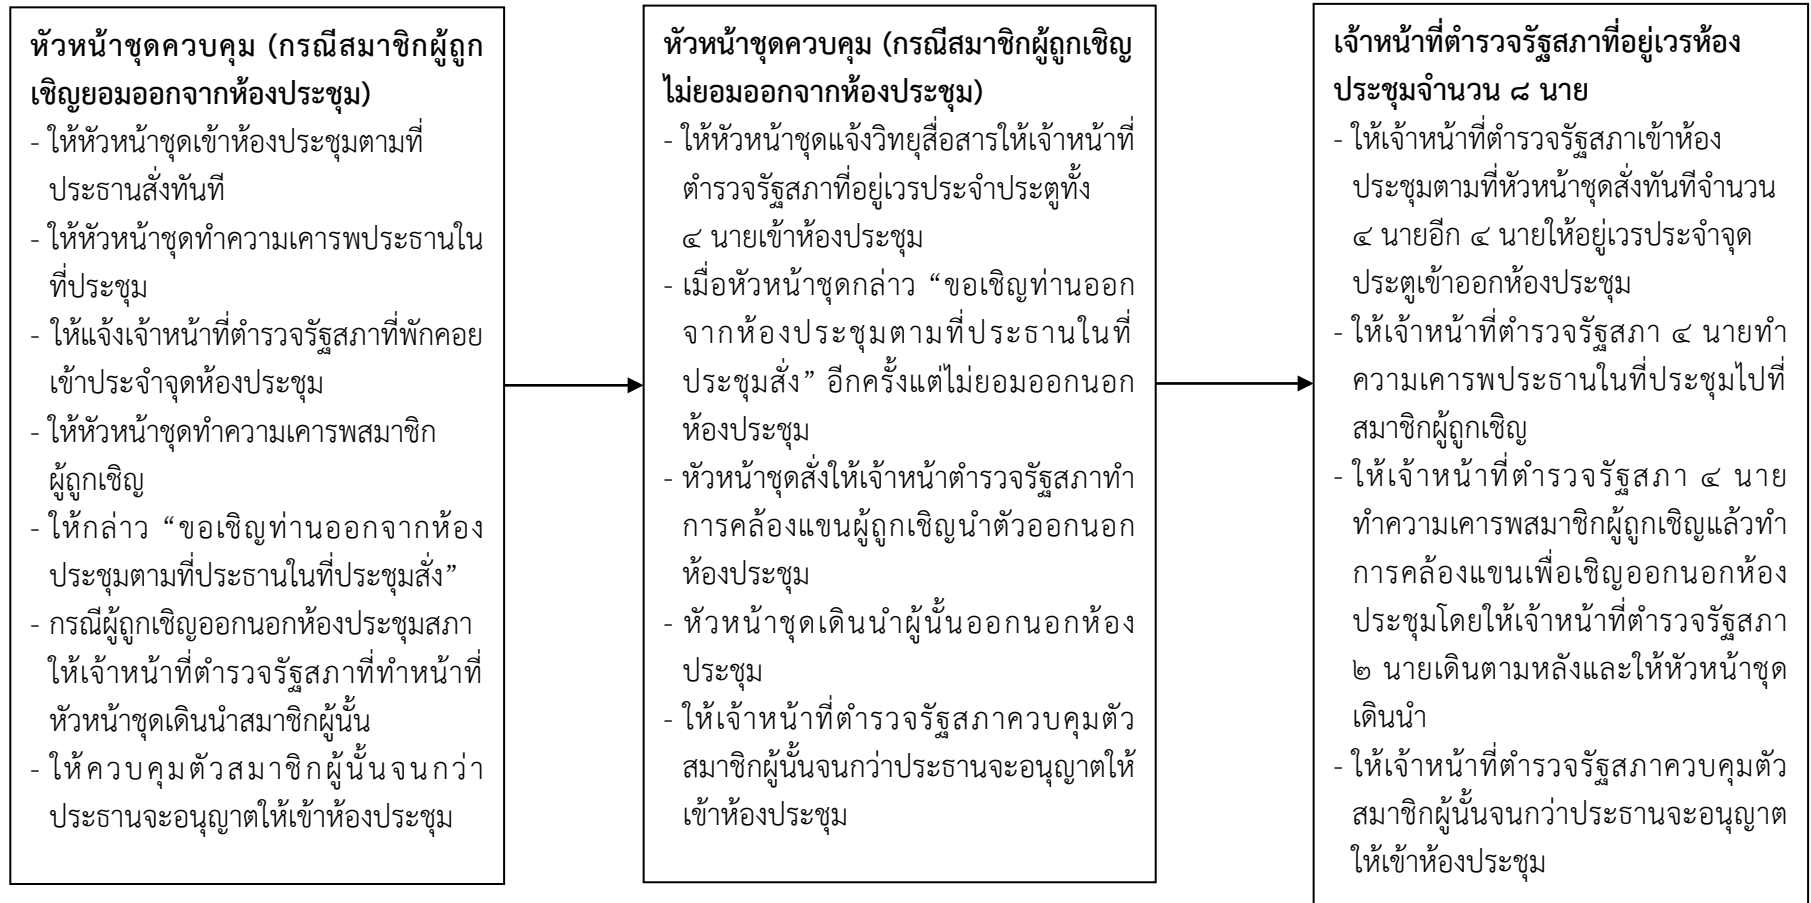 หัวหน้าชุดควบคุม (กรณีสมาชิกผู้ถูก
เชิญยอมออกจากห้องประชุม)
- ให้หัวหน้าชุดเข้าห้องประชุมตามที่
ประธานสั่งทันที
- ให้หัวหน้าชุดทำความเคารพประธานใน
ที่ประชุม
- ให้แจ้งเจ้าหน้าที่ตำรวจรัฐสภาที่พักคอย
เข้าประจำจุดห้องประชุม
- ให้หัวหน้าชุดทำความเคารพสมาชิก
ผู้ถูกเชิญ
- ให้กล่าว “ขอเชิญท่านออกจากห้อง
ประชุมตามที่ประธานในที่ประชุมสั่ง”
- กรณีผู้ถูกเชิญออกนอกห้องประชุมสภา
ให้เจ้าหน้าที่ตำรวจรัฐสภาที่ทำหน้าที่
หัวหน้าชุดเดินนำสมาชิกผู้นั้น
- ให้ควบคุมตัวสมาชิกผู้นั้นจนกว่า
ประธานจะอนุญาตให้เข้าห้องประชุม
หัวหน้าชุดควบคุม (กรณีสมาชิกผู้ถูกเชิญ
ไม่ยอมออกจากห้องประชุม)
- ให้หัวหน้าชุดแจ้งวิทยุสื่อสารให้เจ้าหน้าที่
ตำรวจรัฐสภาที่อยู่เวรประจำประตูทั้ง
๔ นายเข้าห้องประชุม
- เมื่อหัวหน้าชุดกล่าว “ขอเชิญท่านออก
จากห้องประชุมตามที่ประธานในที่
ประชุมสั่ง” อีกครั้งแต่ไม่ยอมออกนอก
ห้องประชุม
- หัวหน้าชุดสั่งให้เจ้าหน้าตำรวจรัฐสภาทำ
การคล้องแขนผู้ถูกเชิญนำตัวออกนอก
ห้องประชุม
- หัวหน้าชุดเดินนำผู้นั้นออกนอกห้อง
ประชุม
- ให้เจ้าหน้าที่ตำรวจรัฐสภาควบคุมตัว
สมาชิกผู้นั้นจนกว่าประธานจะอนุญาตให้
เข้าห้องประชุม
เจ้าหน้าที่ตำรวจรัฐสภาที่อยู่เวรห้อง
ประชุมจำนวน ๘ นาย
- ให้เจ้าหน้าที่ตำรวจรัฐสภาเข้าห้อง
ประชุมตามที่หัวหน้าชุดสั่งทันทีจำนวน
๔ นายอีก ๔ นายให้อยู่เวรประจำจุด
ประตูเข้าออกห้องประชุม
- ให้เจ้าหน้าที่ตำรวจรัฐสภา ๔ นายทำ
ความเคารพประธานในที่ประชุมไปที่
สมาชิกผู้ถูกเชิญ
- ให้เจ้าหน้าที่ตำรวจรัฐสภา ๔ นาย
ทำความเคารพสมาชิกผู้ถูกเชิญแล้วทำ
การคล้องแขนเพื่อเชิญออกนอกห้อง
ประชุมโดยให้เจ้าหน้าที่ตำรวจรัฐสภา
๒ นายเดินตามหลังและให้หัวหน้าชุด
เดินนำ
- ให้เจ้าหน้าที่ตำรวจรัฐสภาควบคุมตัว
สมาชิกผู้นั้นจนกว่าประธานจะอนุญาต
ให้เข้าห้องประชุม